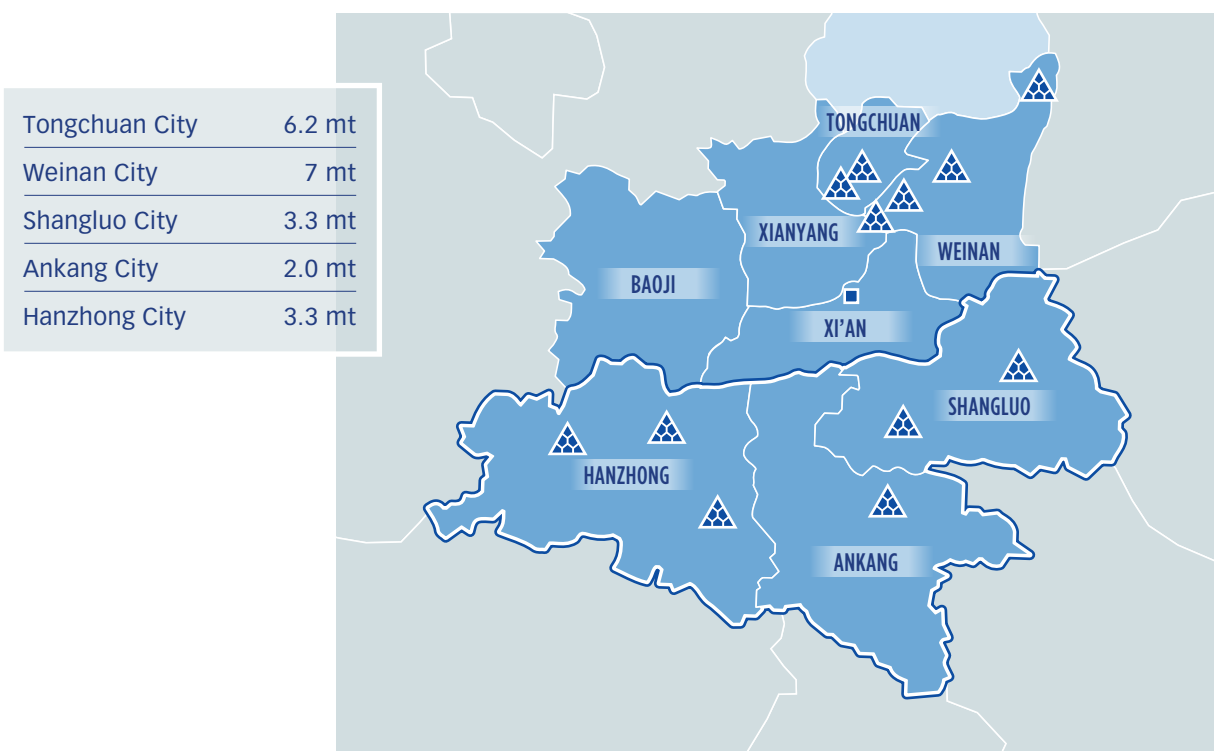 Tongchuan City 6.2 mt
Weinan City 7 mt
Shangluo City 3.3 mt
Ankang City 2.0 mt
Hanzhong City 3.3 mt
TONGCHUAN
XIANYANG
WEINAN
BAOJI
XI’AN
SHANGLUO
HANZHONG
ANKANG